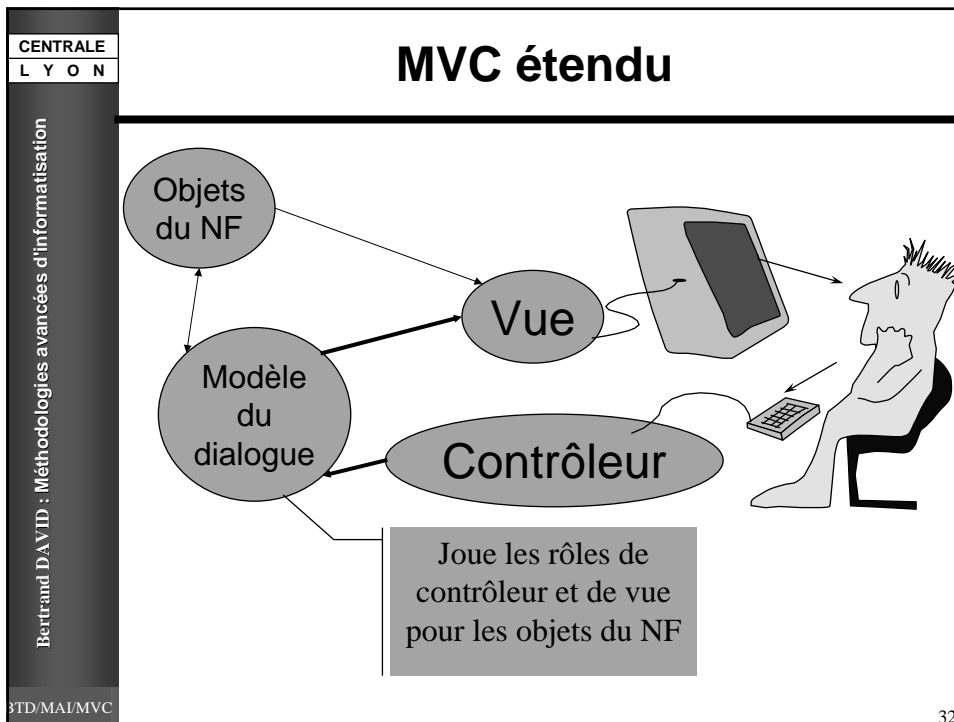 CENTRALE
L Y O N
MVC étendu
Bertrand DAVID : Méthodologies avancées d'informatisation
Objets
du NF
Vue
Modèle
du
dialogue
Contrôleur
Joue les rôles de
contrôleur et de vue
pour les objets du NF
BTD/MAI/MVC
32